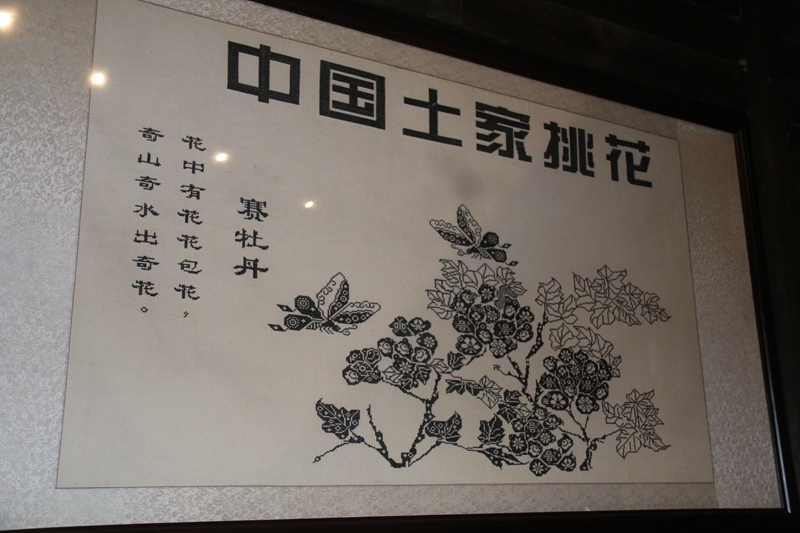 中国土家挑花
赛牡丹
花中有花花包花，
奇山奇水出奇花。